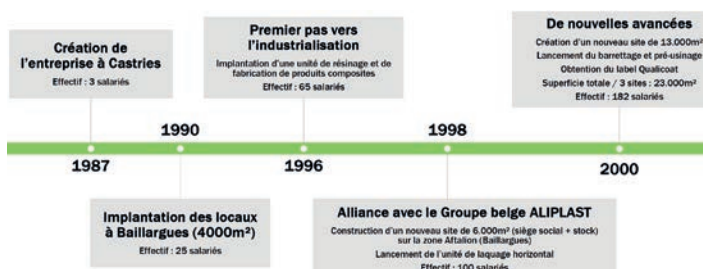 Création de
l'entreprise à Castries
Effectif : 3 salariés
1987
1990
Implantation des locaux
à Baillargues (4000m²)
Effectif : 25 salariés
Premier pas vers
l'industrialisation
Implantation d'une unité de résinage et de
fabrication de produits composites
Effectif : 65 salariés
1996
1998
Alliance avec le Groupe belge ALIPLAST
Construction d'un nouveau site de 6.000m² (siège social + stock)
sur la zone Aftalion (Baillargues)
Lancement de l'unité de laquage horizontal
Effectif : 100 salariés
De nouvelles avancées
Création d'un nouveau site de 13.000m²
Lancement du barrettage et pré-usinage
Obtention du label Qualicoat
Superficie totale / 3 sites : 23.000m²
Effectif : 182 salariés
2000